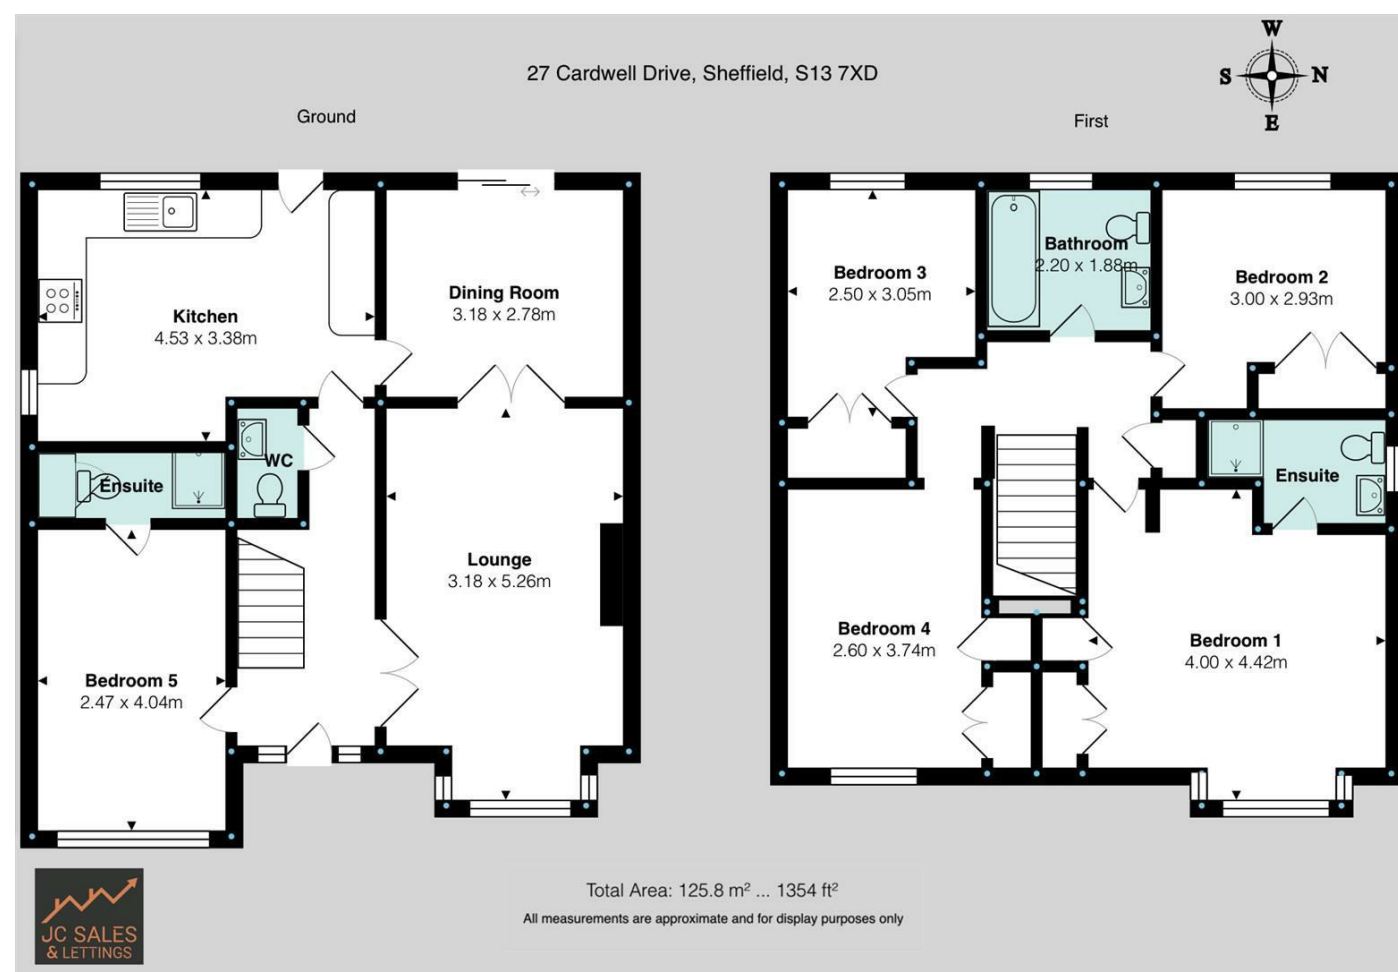 27 Cardwell Drive, Sheffield, S13 7XD
W
S
N
E
Ground
First
Kitchen
4.53 x 3.38m
Dining Room
3.18 x 2.78m
WC
Ensuite
Lounge
3.18 x 5.26m
Bedroom 5
2.47 x 4.04m
Bedroom 3
2.50 x 3.05m
Bathroom
2.20 x 1.88m
Bedroom 2
3.00 x 2.93m
Ensuite
Bedroom 4
2.60 x 3.74m
Bedroom 1
4.00 x 4.42m
JC SALES
& LETTINGS
Total Area: 125.8 m² ... 1354 ft²
All measurements are approximate and for display purposes only